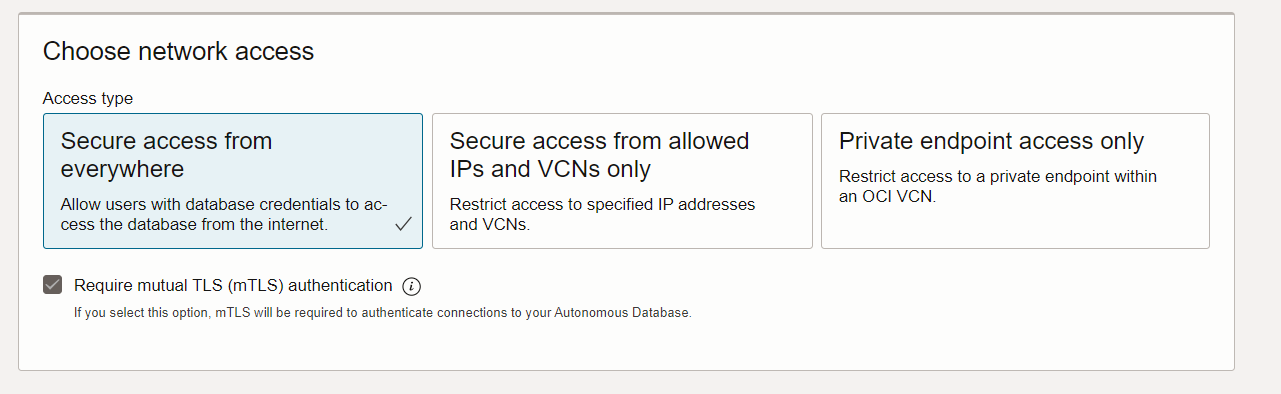 Choose network access
Access type
Secure access from
everywhere
Allow users with database credentials to ac-
cess the database from the internet.
Secure access from allowed
IPs and VCNs only
Restrict access to specified IP addresses
and VCNs.
Private endpoint access only
Restrict access to a private endpoint within
an OCI VCN.
Require mutual TLS (mTLS) authentication
If you select this option, mTLS will be required to authenticate connections to your Autonomous Database.